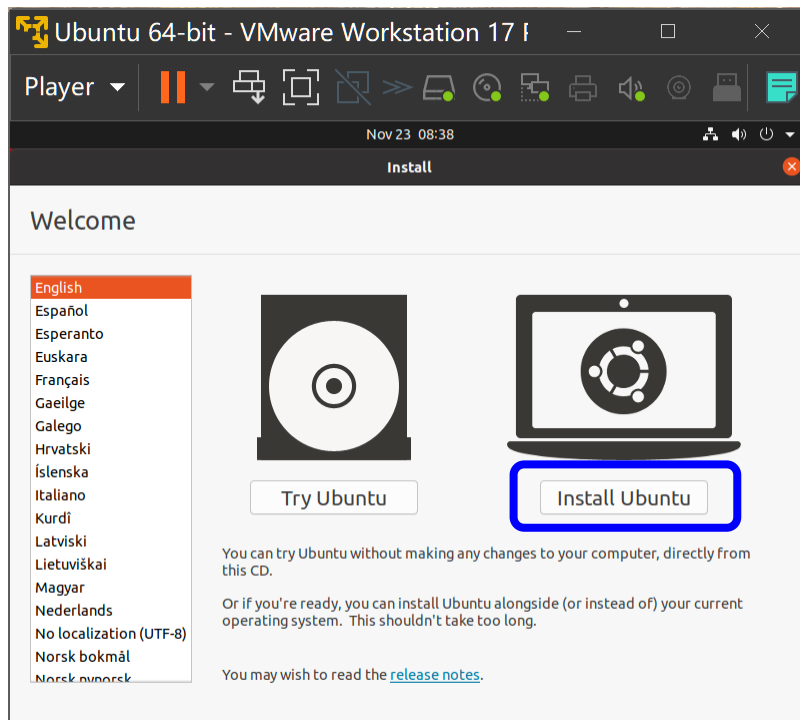 Ubuntu 64-bit - VMware Workstation 17
Player
Nov 23 08:38
Install
Welcome
English
Español
Esperanto
Euskara
Français
Gaeilge
Galego
Hrvatski
Íslenska
Italiano
Kurdî
Latviski
Lietuviškai
Magyar
Nederlands
No localization (UTF-8)
Norsk bokmål
Norsk nynorsk
Try Ubuntu
Install Ubuntu
You can try Ubuntu without making any changes to your computer, directly from
this CD.
Or if you're ready, you can install Ubuntu alongside (or instead of) your current
operating system. This shouldn't take too long.
You may wish to read the release notes.